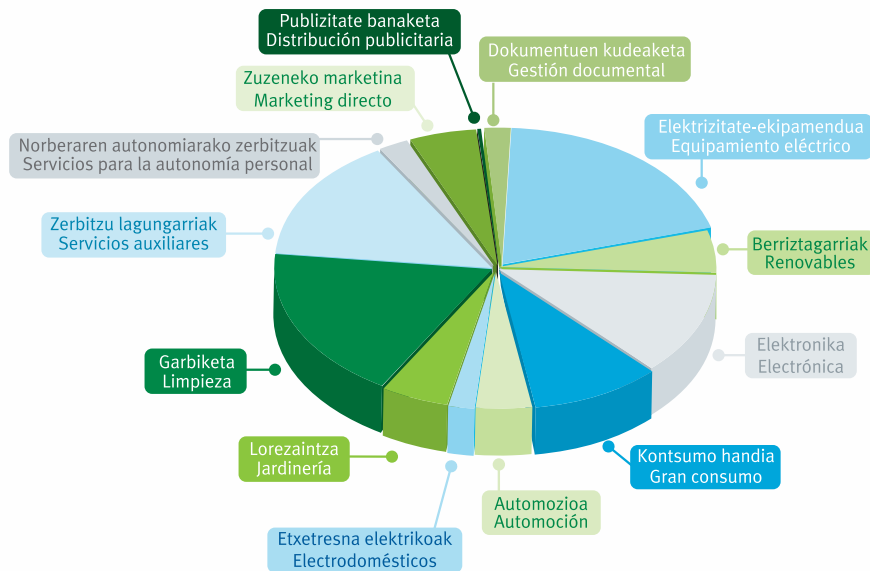 Publizitate banaketa
Distribución publicitaria
Dokumentuen kudeaketa
Gestión documental
Zuzeneko marketina
Marketing directo
Elektrizitate-ekipamendua
Equipamiento eléctrico
Norberaren autonomiarako zerbitzuak
Servicios para la autonomía personal
Zerbitzu lagungarriak
Servicios auxiliares
Berriztagarriak
Renovables
Elektronika
Electrónica
Garbiketa
Limpieza
Lorezaintza
Jardinería
Kontsumo handia
Gran consumo
Automozioa
Automoción
Etxetresna elektrikoak
Electrodomésticos